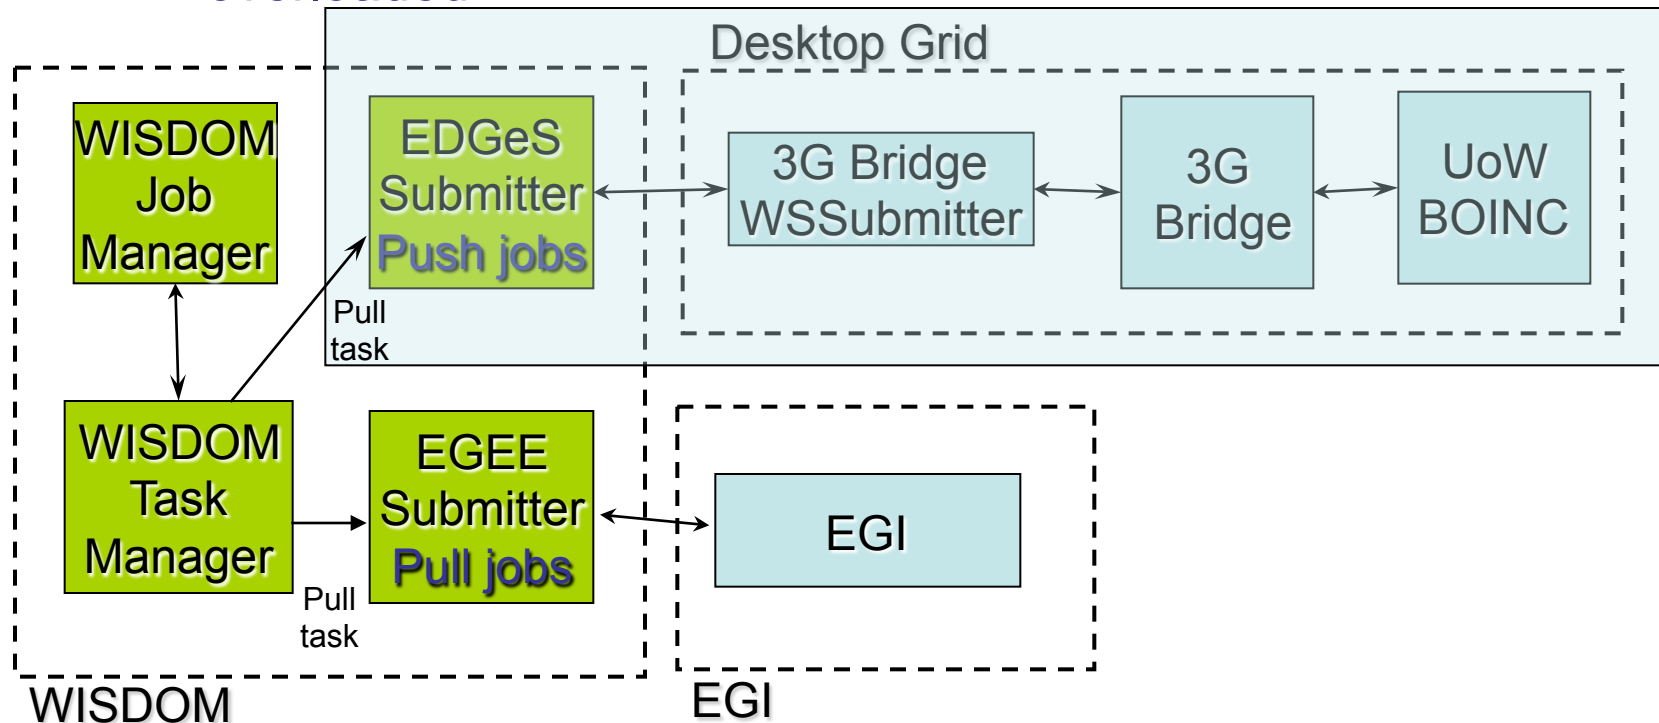 Desktop Grid
WISDOM
Job
Manager
EDGeS
Submitter
Push jobs
3G Bridge
WSSubmitter
3G
Bridge
UoW
BOINC
Pull
task
WISDOM
Task
Manager
EGEE
Submitter
Pull jobs
EGI
Pull
task
WISDOM
EGI